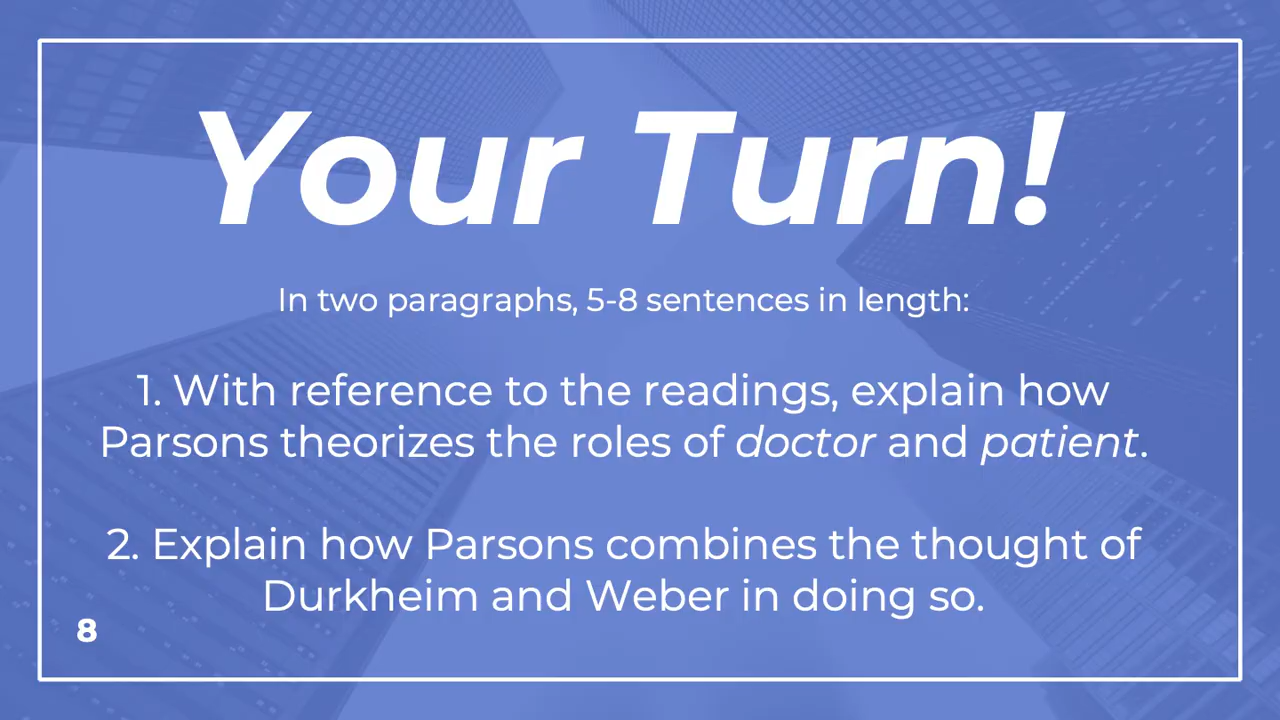 Your Turn!
In two paragraphs, 5-8 sentences in length:
1. With reference to the readings, explain how
Parsons theorizes the roles of doctor and patient.
2. Explain how Parsons combines the thought of
Durkheim and Weber in doing so.
8